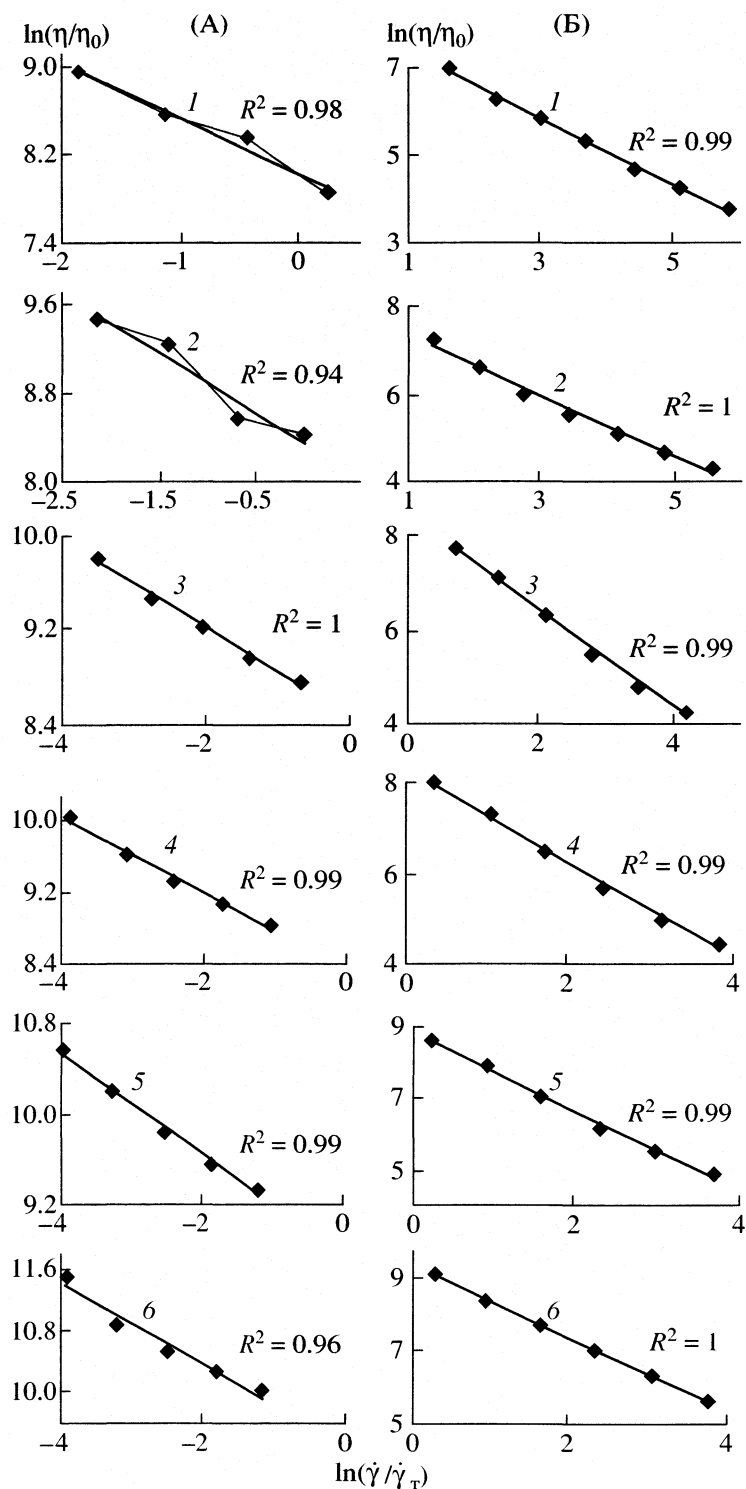 ln(η/η₀) (А) ln(η/η₀) (Б)
9.0 1 R² = 0.98 7 1 R² = 0.99
8.2 5
7.4 3
−2 −1 0 1 3 5
9.6 2 R² = 0.94 8 2 R² = 1
8.8 6
8.0 4
−2.5 −1.5 −0.5 1 3 5
10.0 3 R² = 1 8 3 R² = 0.99
9.2 6
8.4 4
−4 −2 0 0 2 4
10.0 4 R² = 0.99 8 4 R² = 0.99
9.2 6
8.4 4
−4 −2 0 0 2 4
10.8 5 R² = 0.99 9 5 R² = 0.99
10.0 7
9.2 5
−4 −2 0 0 2 4
11.6 6 R² = 0.96 9 6 R² = 1
10.8 7
10.0 5
−4 −2 0 0 2 4
ln(γ̇/γ̇т)